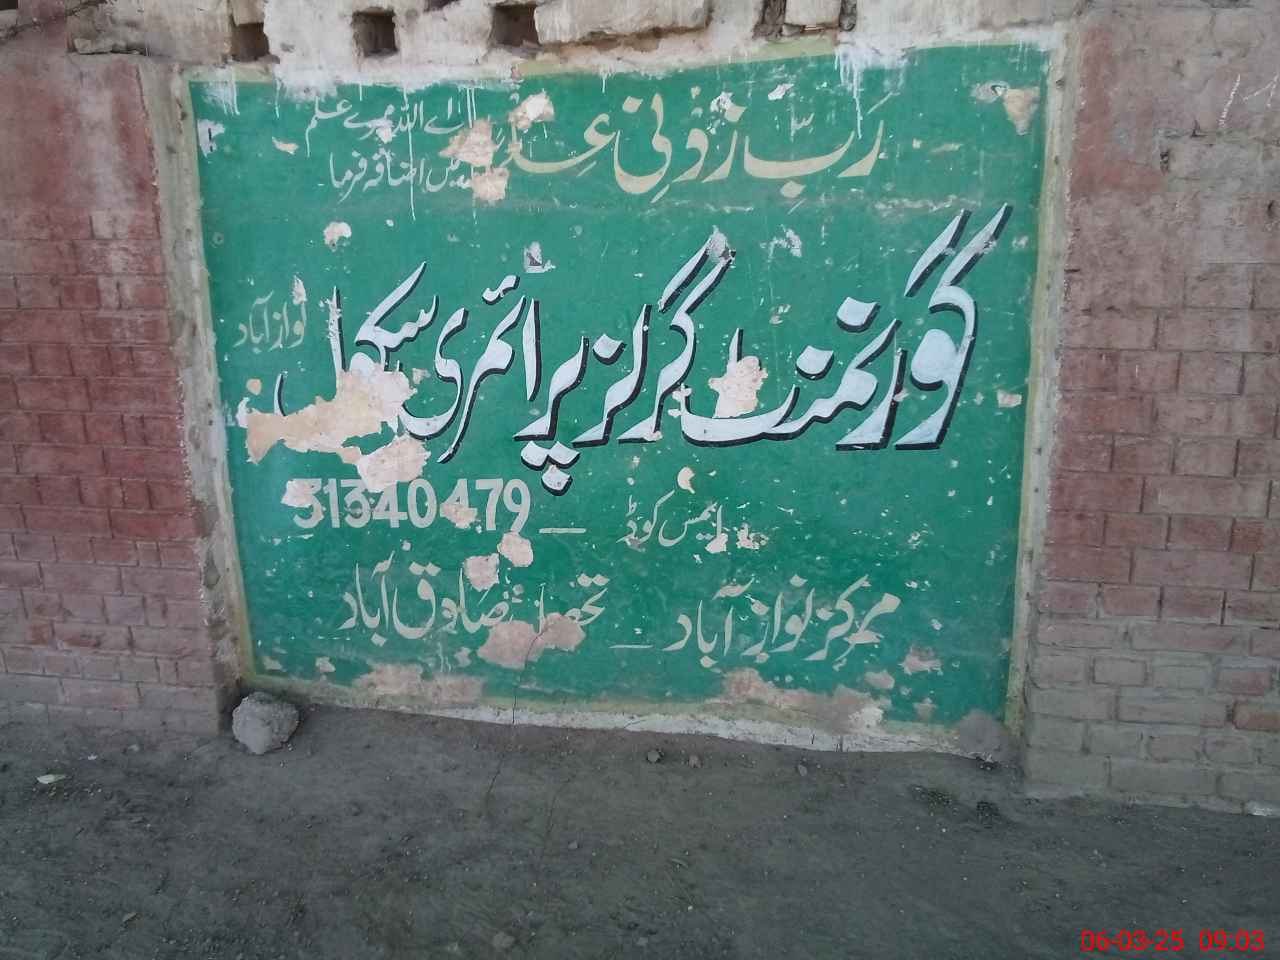 رَبِّ زِدْنِی عِلْمًا
اے اللہ میرے علم
میں اضافہ فرما
گورنمنٹ گرلز پرائمری سکول
نواز آباد
ایمس کوڈ _ 31340479
مرکز نواز آباد _ تحصیل صادق آباد
06-03-25 09:03